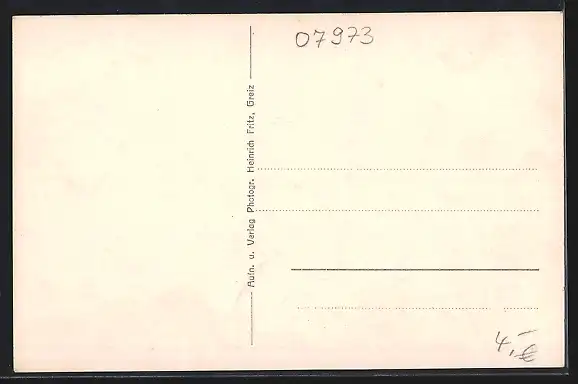 07973
Aufn. u. Verlag Photogr. Heinrich Fritz, Greiz
4,- €